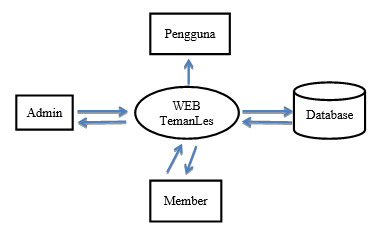 Pengguna
Admin
WEB
TemanLes
Database
Member